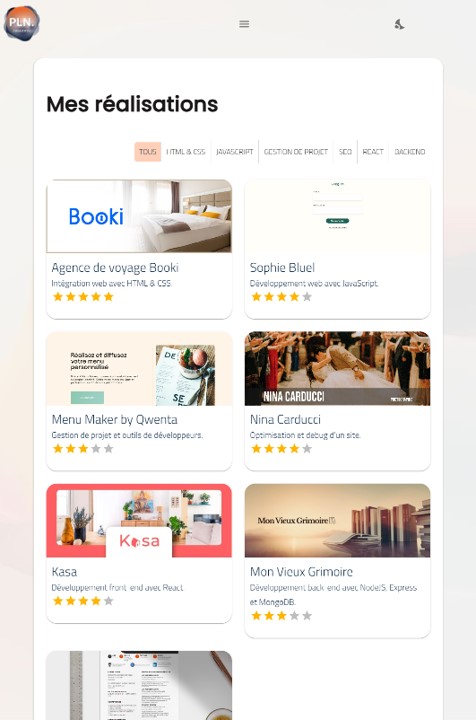 PLN.
Mes réalisations
TOUS HTML & CSS JAVASCRIPT GESTION DE PROJET SEO REACT BACKEND
Booki
Agence de voyage Booki
Intégration web avec HTML & CSS.
Sophie Bluel
Développement web avec JavaScript.
Réalisez et diffusez
votre menu
personnalisé
DE
Menu Maker by Qwenta
Gestion de projet et outils de développeurs.
NINA CARDUCCI
PHOTOGRAPHE
Nina Carducci
Optimisation et debug d'un site.
Kasa
Kasa
Développement front-end avec React.
Mon Vieux Grimoire
Mon Vieux Grimoire
Développement back-end avec NodeJS, Express
et MongoDB.